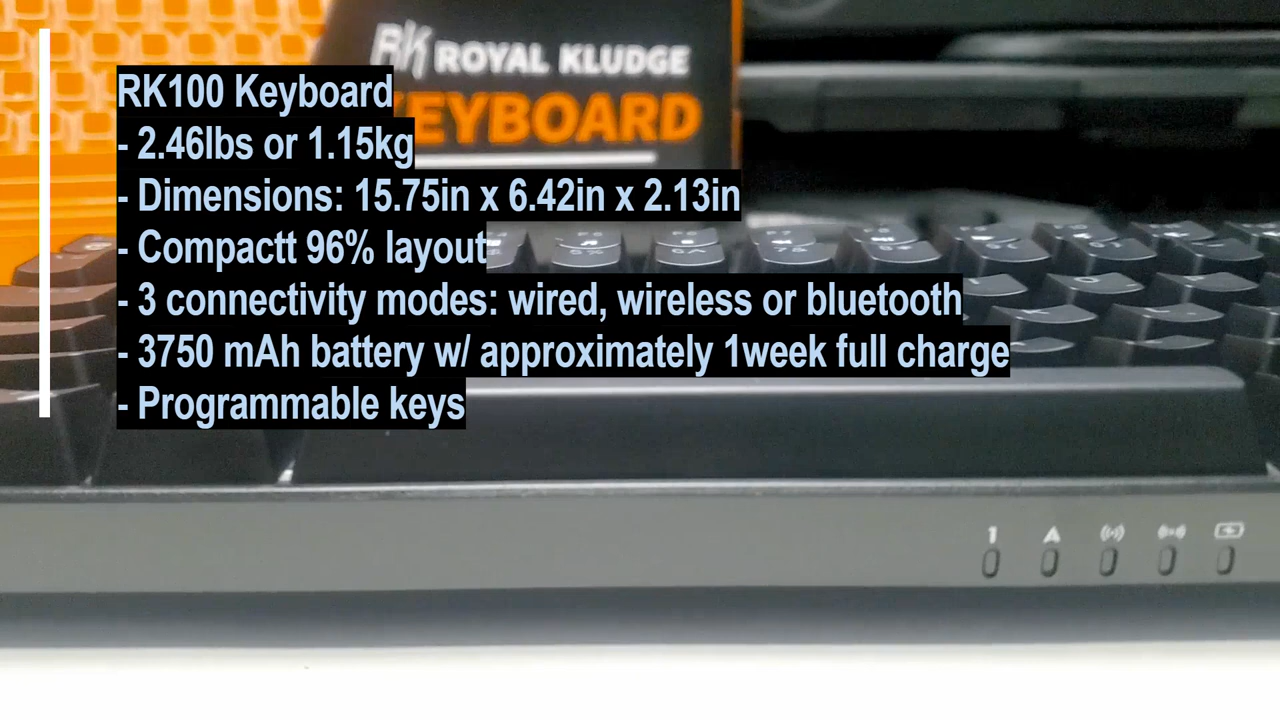 RK ROYAL KLUDGE
KEYBOARD
RK100 Keyboard
- 2.46lbs or 1.15kg
- Dimensions: 15.75in x 6.42in x 2.13in
- Compactt 96% layout
- 3 connectivity modes: wired, wireless or bluetooth
- 3750 mAh battery w/ approximately 1week full charge
- Programmable keys
1 A